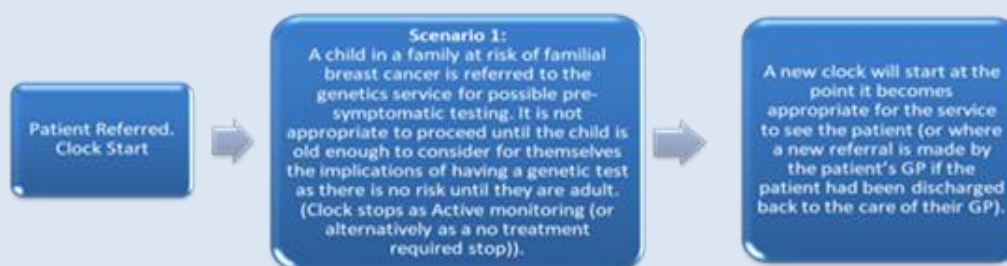 Patient Referred.
Clock Start
Scenario 1:
A child in a family at risk of familial
breast cancer is referred to the
genetics service for possible pre-
symptomatic testing. It is not
appropriate to proceed until the child is
old enough to consider for themselves
the implications of having a genetic test
as there is no risk until they are adult.
(Clock stops as Active monitoring (or
alternatively as a no treatment
required stop)).
A new clock will start at the
point it becomes
appropriate for the service
to see the patient (or where
a new referral is made by
the patient's GP if the
patient had been discharged
back to the care of their GP).